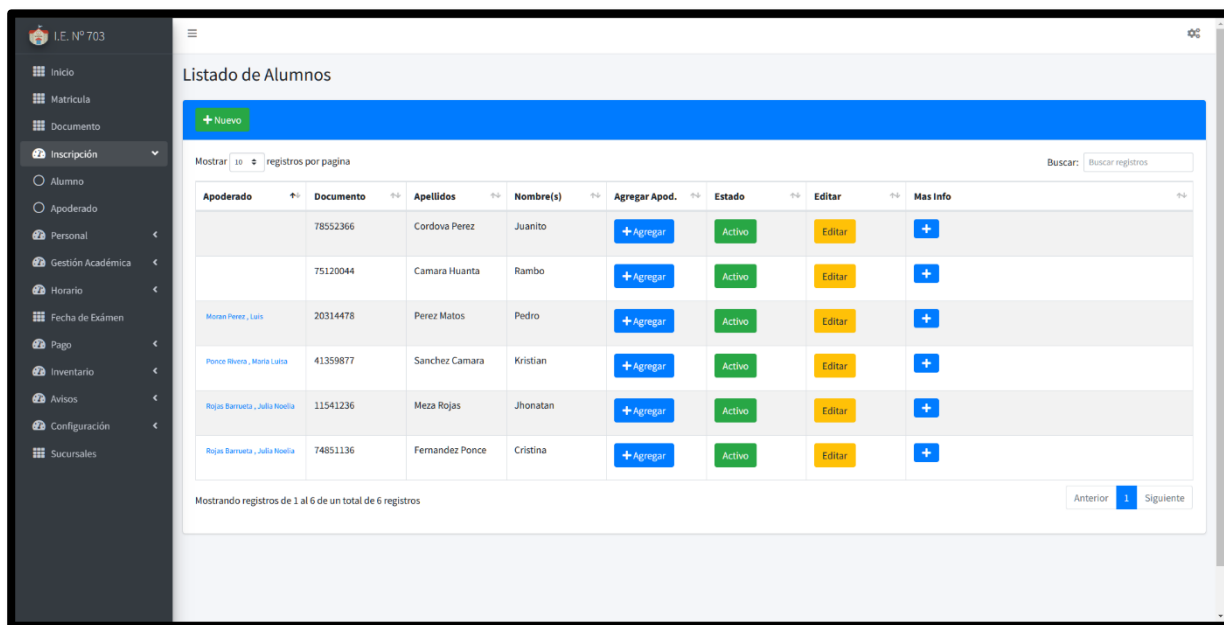 I.E. N° 703
Inicio
Matricula
Documento
Inscripción
Alumno
Apoderado
Personal
Gestión Académica
Horario
Fecha de Exámen
Pago
Inventario
Avisos
Configuración
Sucursales
Listado de Alumnos
Nuevo
Mostrar 10 registros por pagina
Buscar: Buscar registros
Apoderado Documento Apellidos Nombre(s) Agregar Apod. Estado Editar Mas Info
78552366 Cordova Perez Juanito Agregar Activo Editar
75120044 Camara Huanta Rambo Agregar Activo Editar
Moran Perez , Luis 20314478 Perez Matos Pedro Agregar Activo Editar
Ponce Rivera , Maria Luisa 41359877 Sanchez Camara Kristian Agregar Activo Editar
Rojas Barrueta , Julia Noelia 11541236 Meza Rojas Jhonatan Agregar Activo Editar
Rojas Barrueta , Julia Noelia 74851136 Fernandez Ponce Cristina Agregar Activo Editar
Mostrando registros de 1 al 6 de un total de 6 registros
Anterior 1 Siguiente